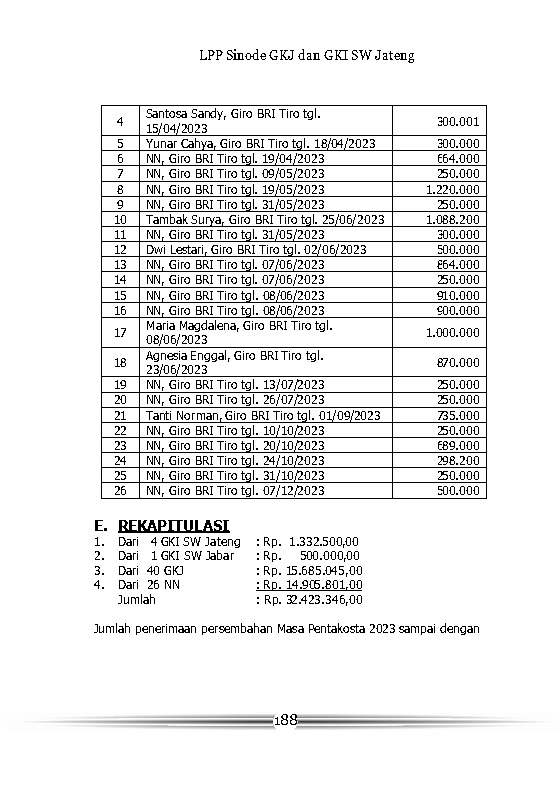 LPP Sinode GKJ dan GKI SW Jateng
4 Santosa Sandy, Giro BRI Tiro tgl. 300.001
15/04/2023
5 Yunar Cahya, Giro BRI Tiro tgl. 18/04/2023 300.000
6 NN, Giro BRI Tiro tgl. 19/04/2023 664.000
7 NN, Giro BRI Tiro tgl. 09/05/2023 250.000
8 NN, Giro BRI Tiro tgl. 19/05/2023 1.220.000
9 NN, Giro BRI Tiro tgl. 31/05/2023 250.000
10 Tambak Surya, Giro BRI Tiro tgl. 25/06/2023 1.088.200
11 NN, Giro BRI Tiro tgl. 31/05/2023 300.000
12 Dwi Lestari, Giro BRI Tiro tgl. 02/06/2023 500.000
13 NN, Giro BRI Tiro tgl. 07/06/2023 864.000
14 NN, Giro BRI Tiro tgl. 07/06/2023 250.000
15 NN, Giro BRI Tiro tgl. 08/06/2023 910.000
16 NN, Giro BRI Tiro tgl. 08/06/2023 900.000
17 Maria Magdalena, Giro BRI Tiro tgl. 1.000.000
08/06/2023
18 Agnesia Enggal, Giro BRI Tiro tgl. 870.000
23/06/2023
19 NN, Giro BRI Tiro tgl. 13/07/2023 250.000
20 NN, Giro BRI Tiro tgl. 26/07/2023 250.000
21 Tanti Norman, Giro BRI Tiro tgl. 01/09/2023 735.000
22 NN, Giro BRI Tiro tgl. 10/10/2023 250.000
23 NN, Giro BRI Tiro tgl. 20/10/2023 689.000
24 NN, Giro BRI Tiro tgl. 24/10/2023 298.200
25 NN, Giro BRI Tiro tgl. 31/10/2023 250.000
26 NN, Giro BRI Tiro tgl. 07/12/2023 500.000
E. REKAPITULASI
1. Dari 4 GKI SW Jateng : Rp. 1.332.500,00
2. Dari 1 GKI SW Jabar : Rp. 500.000,00
3. Dari 40 GKJ : Rp. 15.685.045,00
4. Dari 26 NN : Rp. 14.905.801,00
Jumlah : Rp. 32.423.346,00
Jumlah penerimaan persembahan Masa Pentakosta 2023 sampai dengan
188